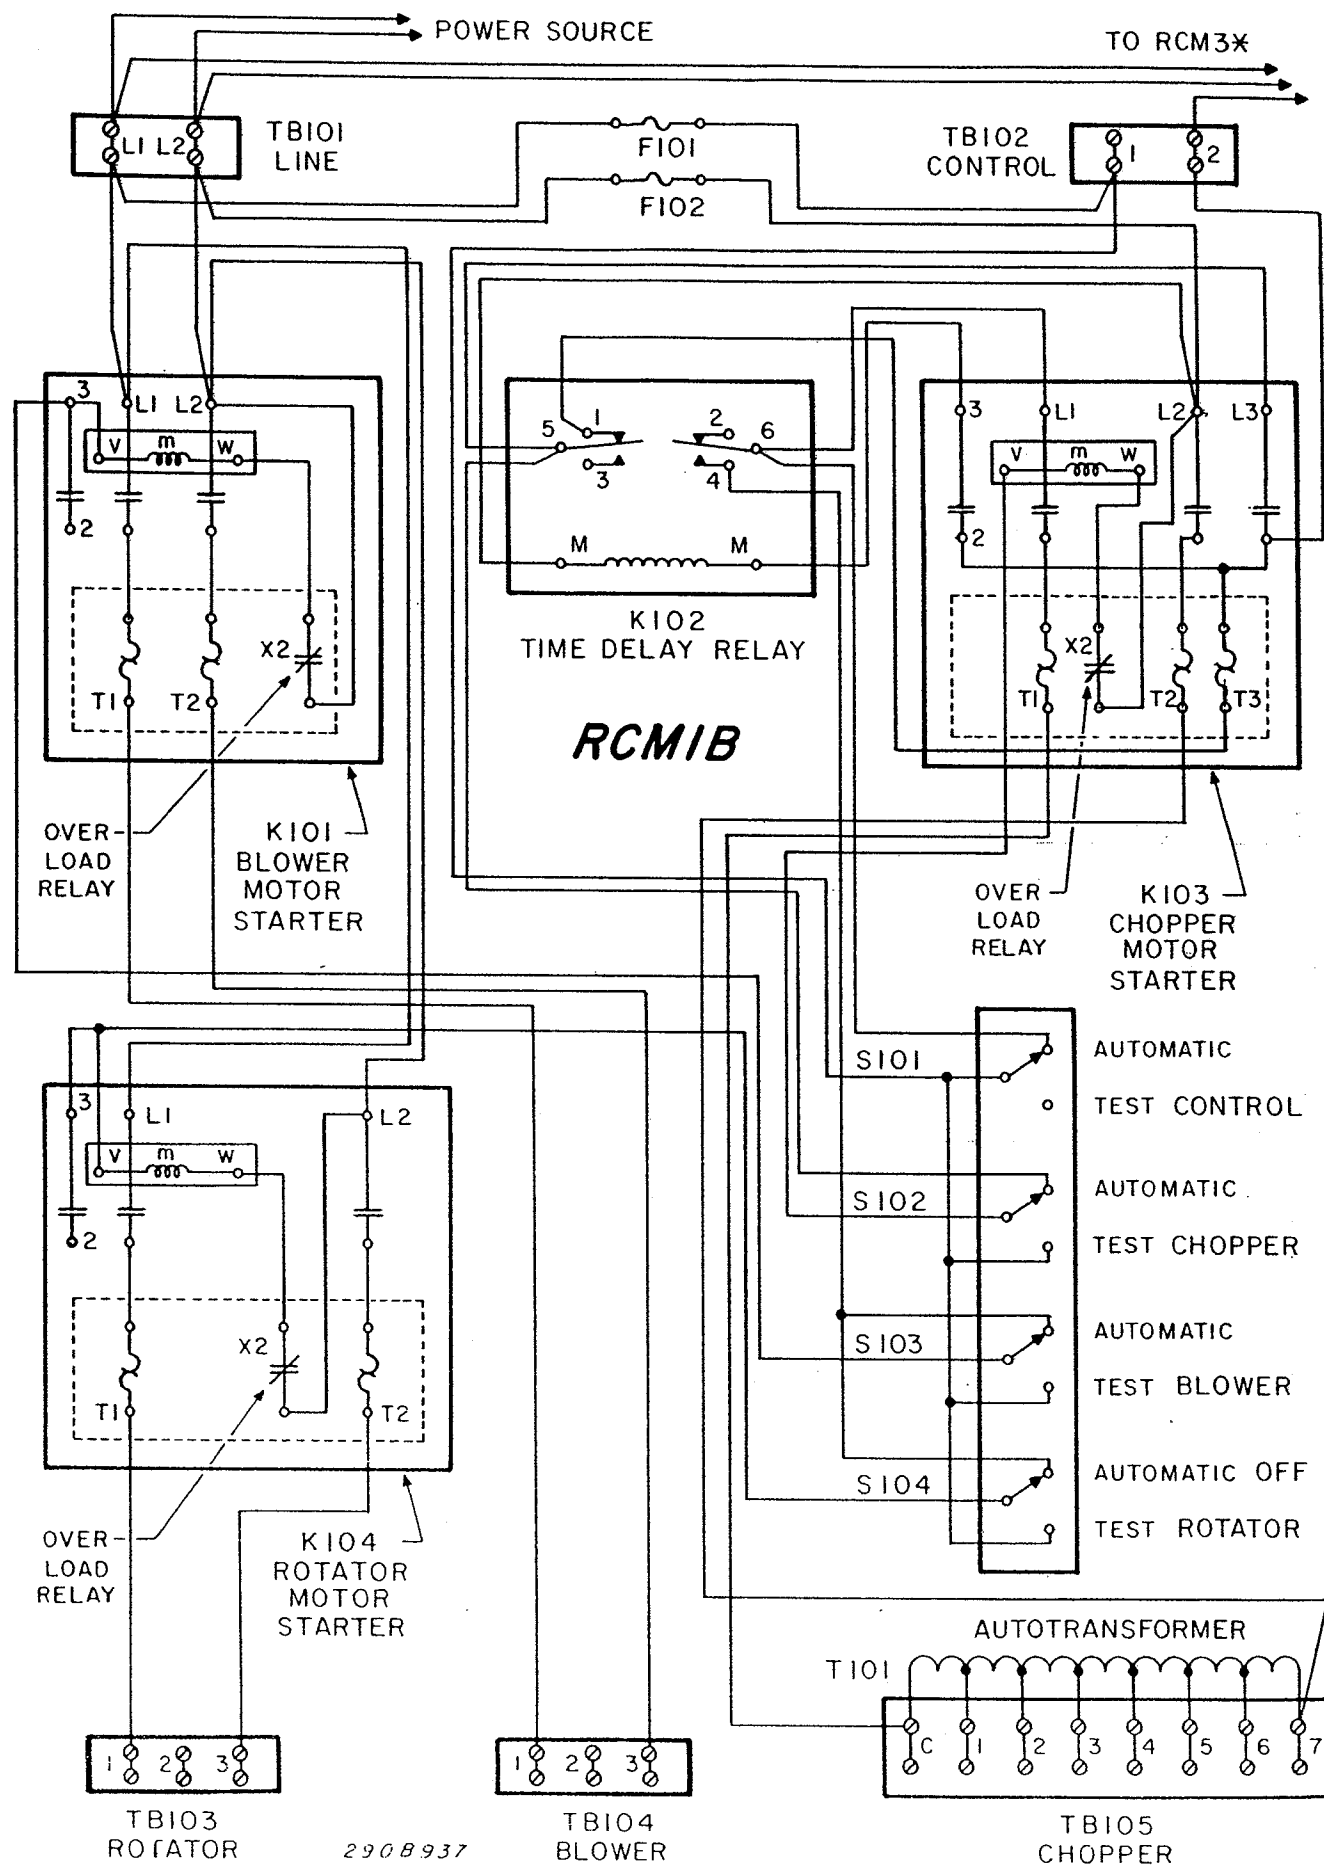 POWER SOURCE
TO RCM3*
TB101
LINE
L1 L2
F101
F102
TB102
CONTROL
1 2
3 L1 L2
V m W
2
X2
T1 T2
OVER
LOAD
RELAY
K101
BLOWER
MOTOR
STARTER
5 1 2 6
3 4
M M
K102
TIME DELAY RELAY
RCM1B
3 L1 L2 L3
V m W
2
X2
T1 T2 T3
OVER
LOAD
RELAY
K103
CHOPPER
MOTOR
STARTER
3 L1 L2
V m W
2
X2
T1 T2
OVER
LOAD
RELAY
K104
ROTATOR
MOTOR
STARTER
S101
AUTOMATIC
TEST CONTROL
S102
AUTOMATIC
TEST CHOPPER
S103
AUTOMATIC
TEST BLOWER
S104
AUTOMATIC OFF
TEST ROTATOR
AUTOTRANSFORMER
T101
1 2 3
TB103
ROTATOR
290B937
1 2 3
TB104
BLOWER
C 1 2 3 4 5 6 7
TB105
CHOPPER